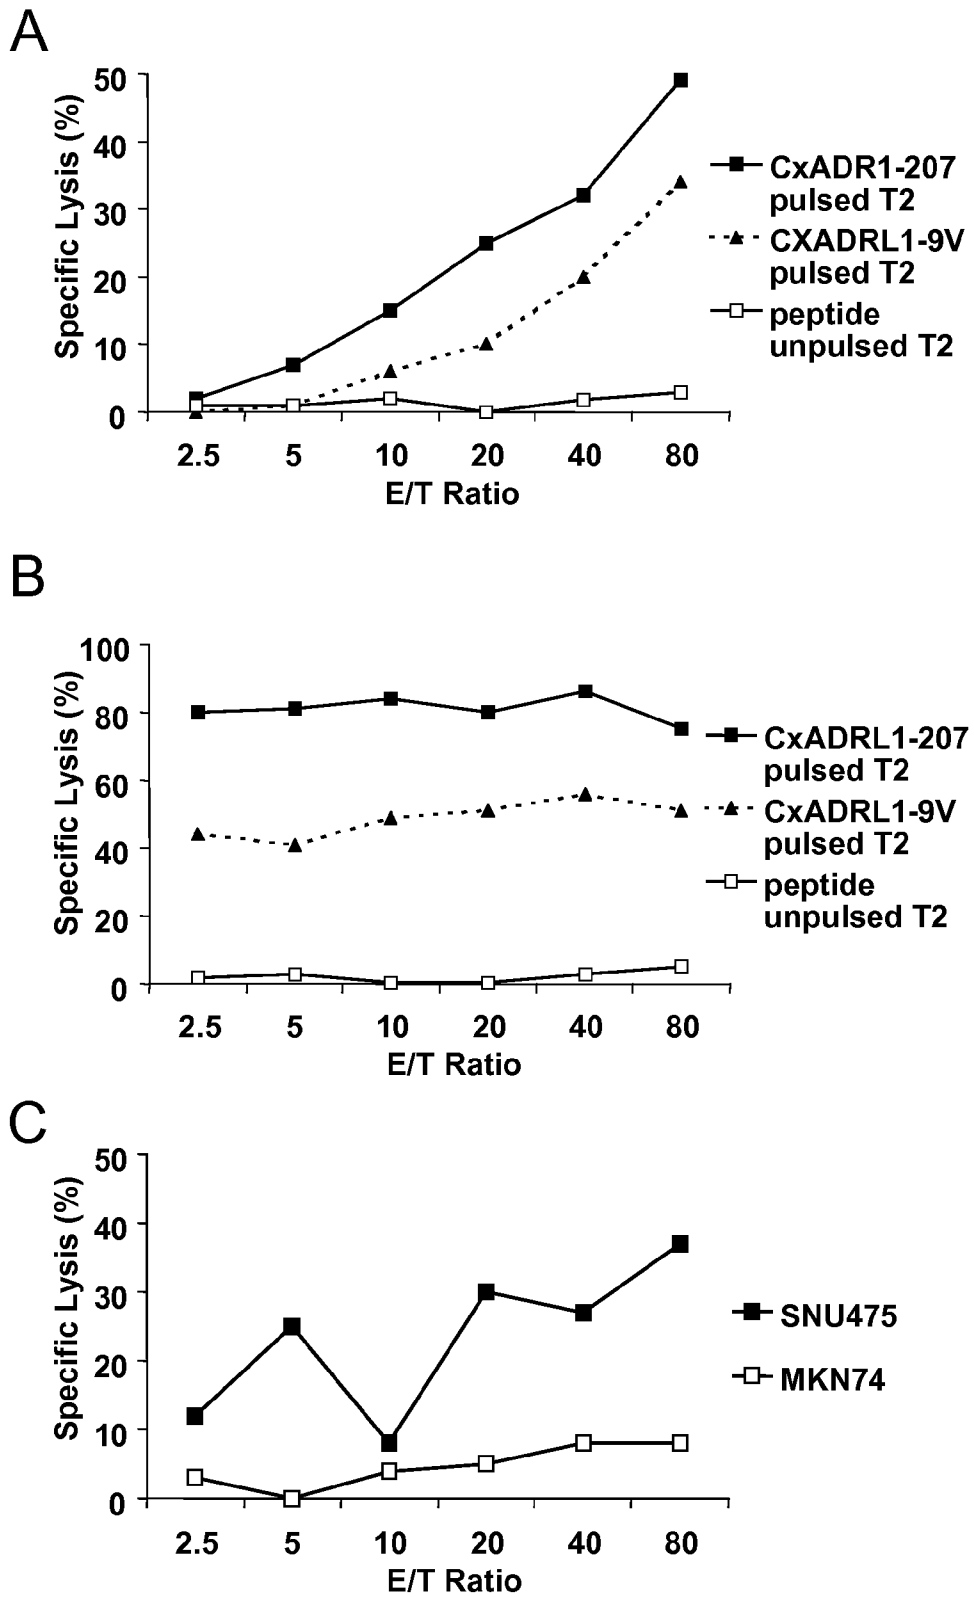 A
50
40
30
20
10
0
Specific Lysis (%)
2.5 5 10 20 40 80
E/T Ratio
CxADR1-207
pulsed T2
CXADRL1-9V
pulsed T2
peptide
unpulsed T2
B
100
80
60
40
20
0
Specific Lysis (%)
2.5 5 10 20 40 80
E/T Ratio
CxADRL1-207
pulsed T2
CxADRL1-9V
pulsed T2
peptide
unpulsed T2
C
50
40
30
20
10
0
Specific Lysis (%)
2.5 5 10 20 40 80
E/T Ratio
SNU475
MKN74